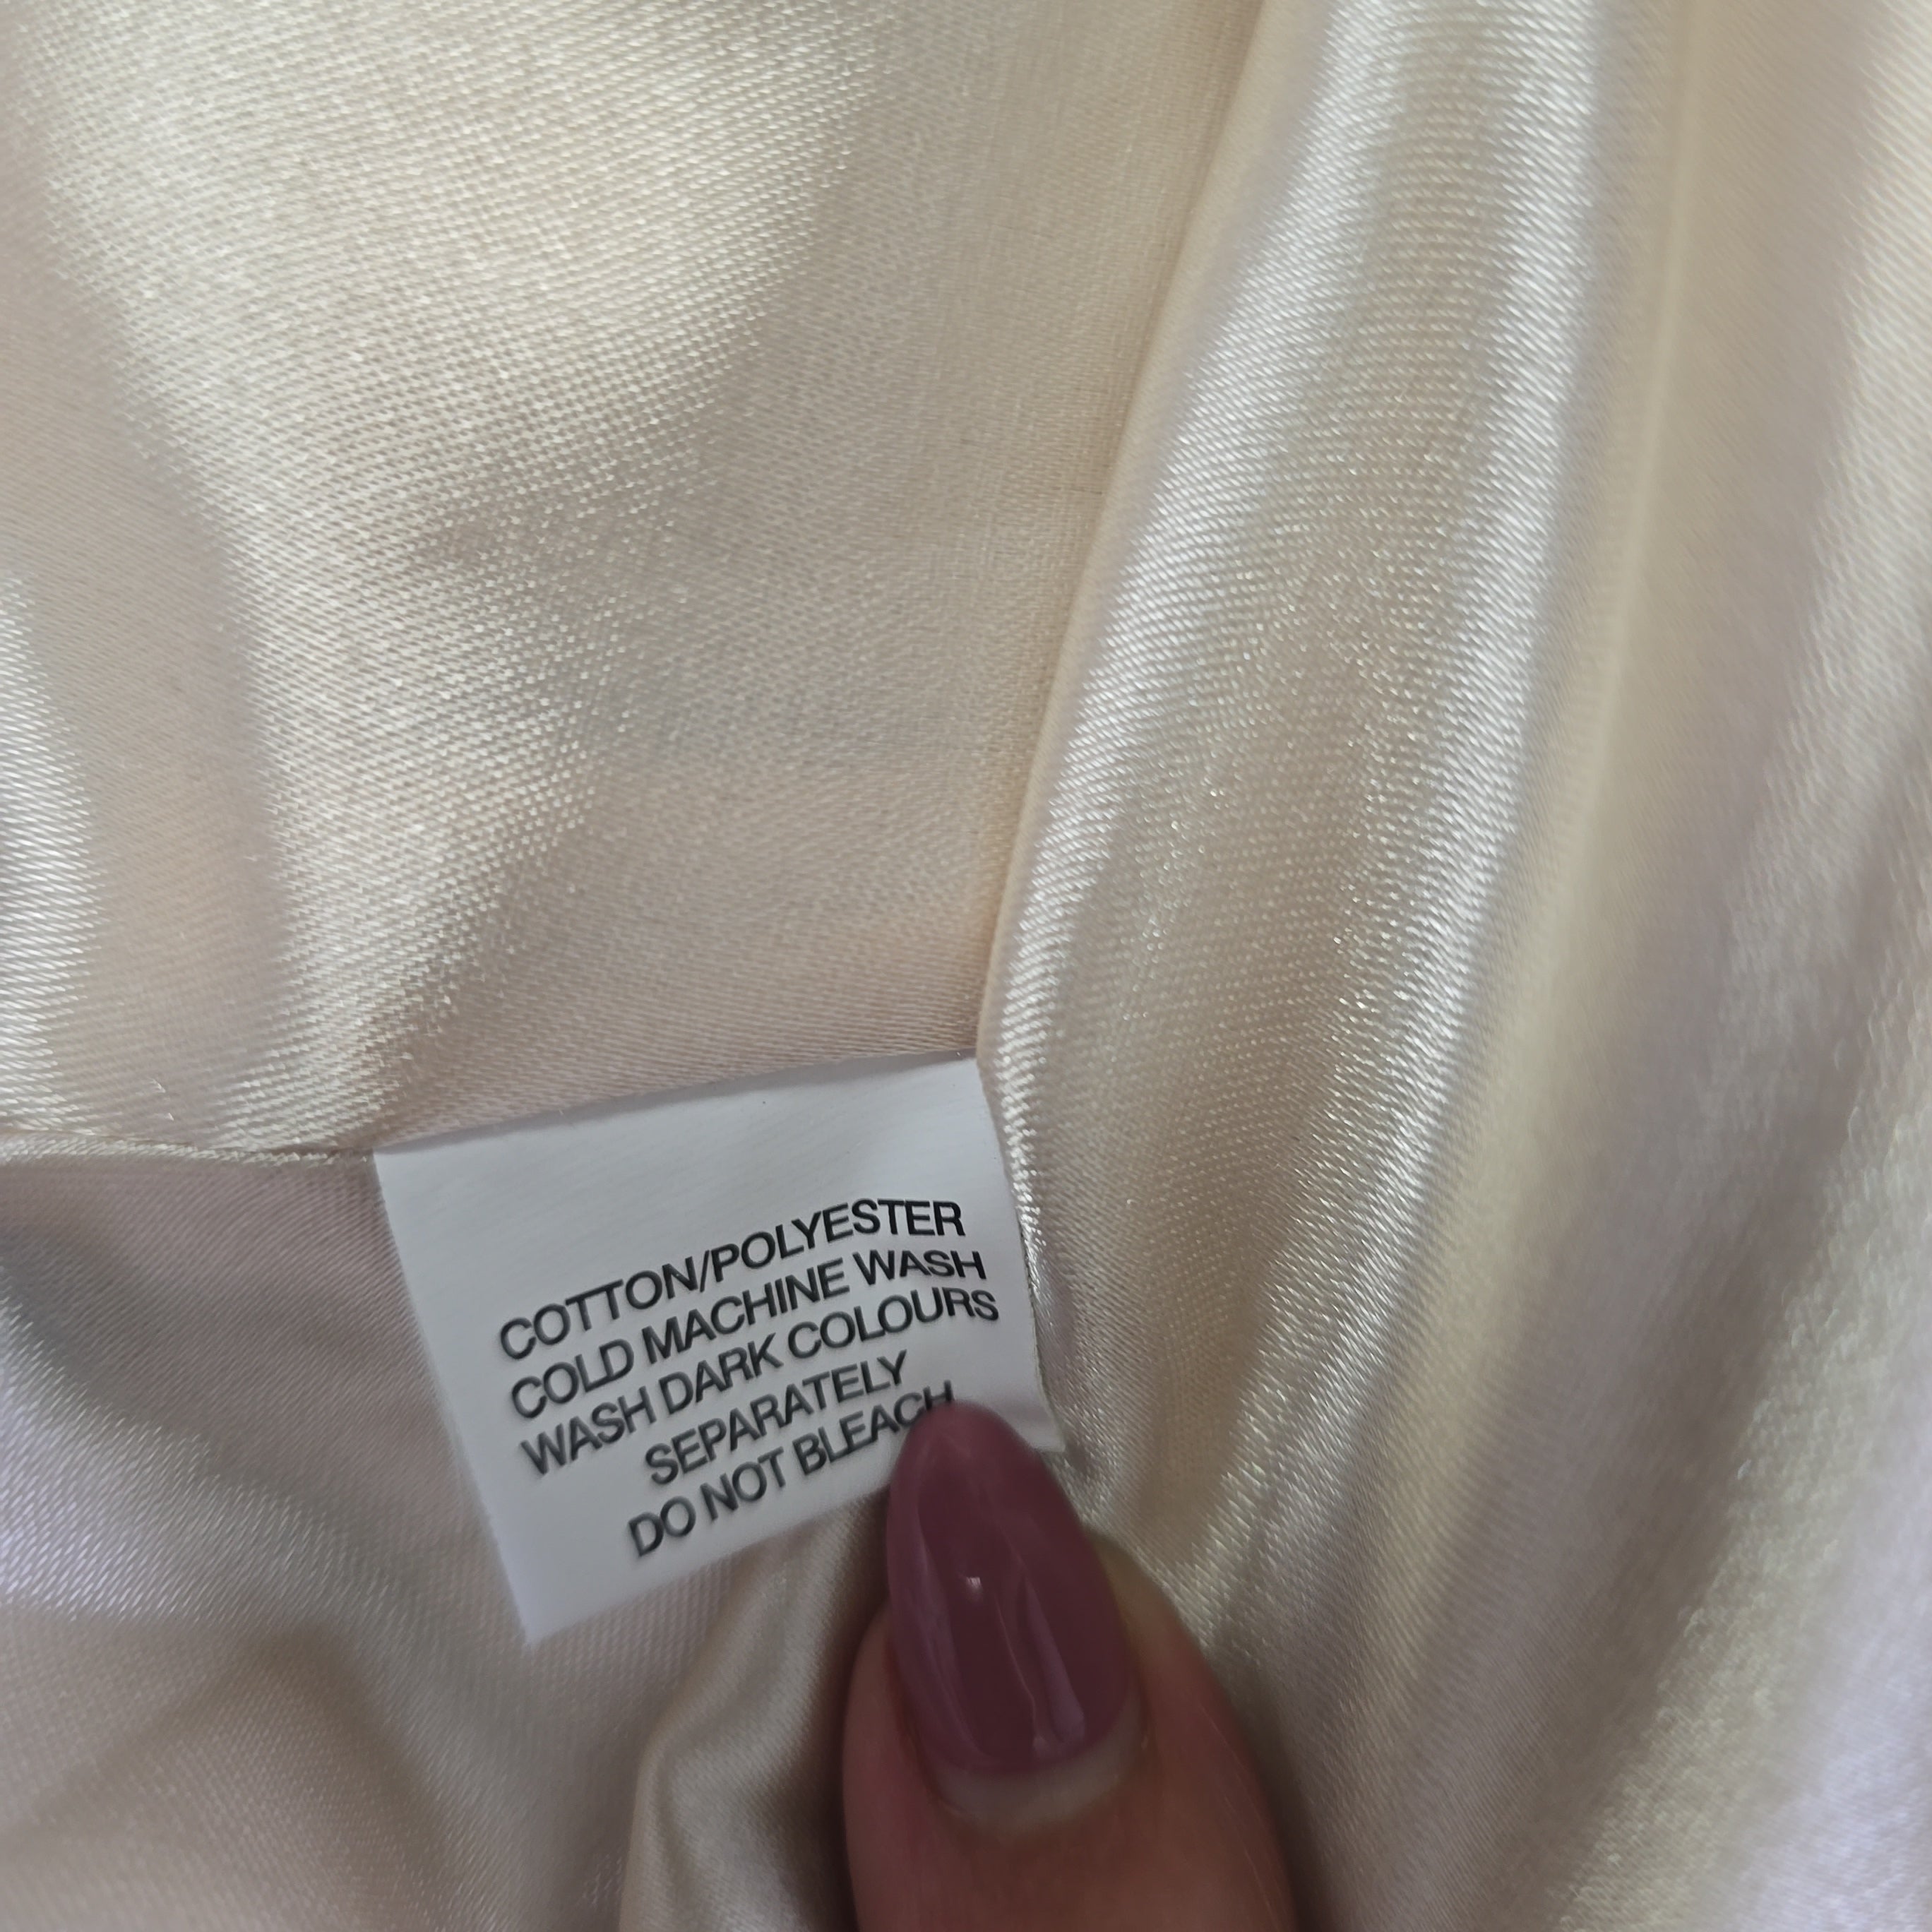 COTTON/POLYESTER
COLD MACHINE WASH
WASH DARK COLOURS
SEPARATELY
DO NOT BLEACH